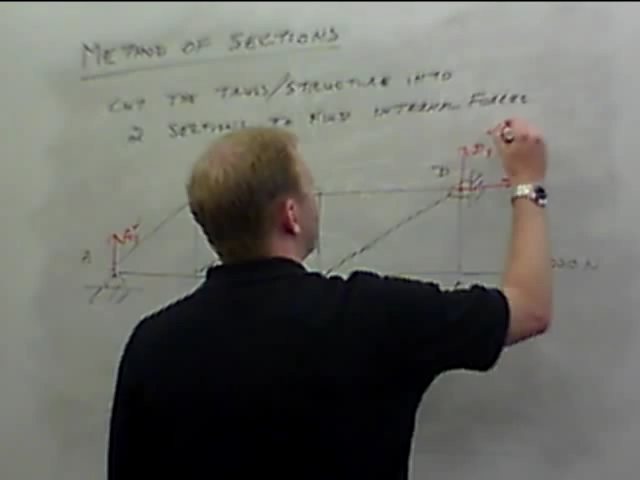 METHOD OF SECTIONS
CUT THE TRUSS/STRUCTURE INTO
2 SECTIONS TO FIND INTERNAL FORCES
D
A
N